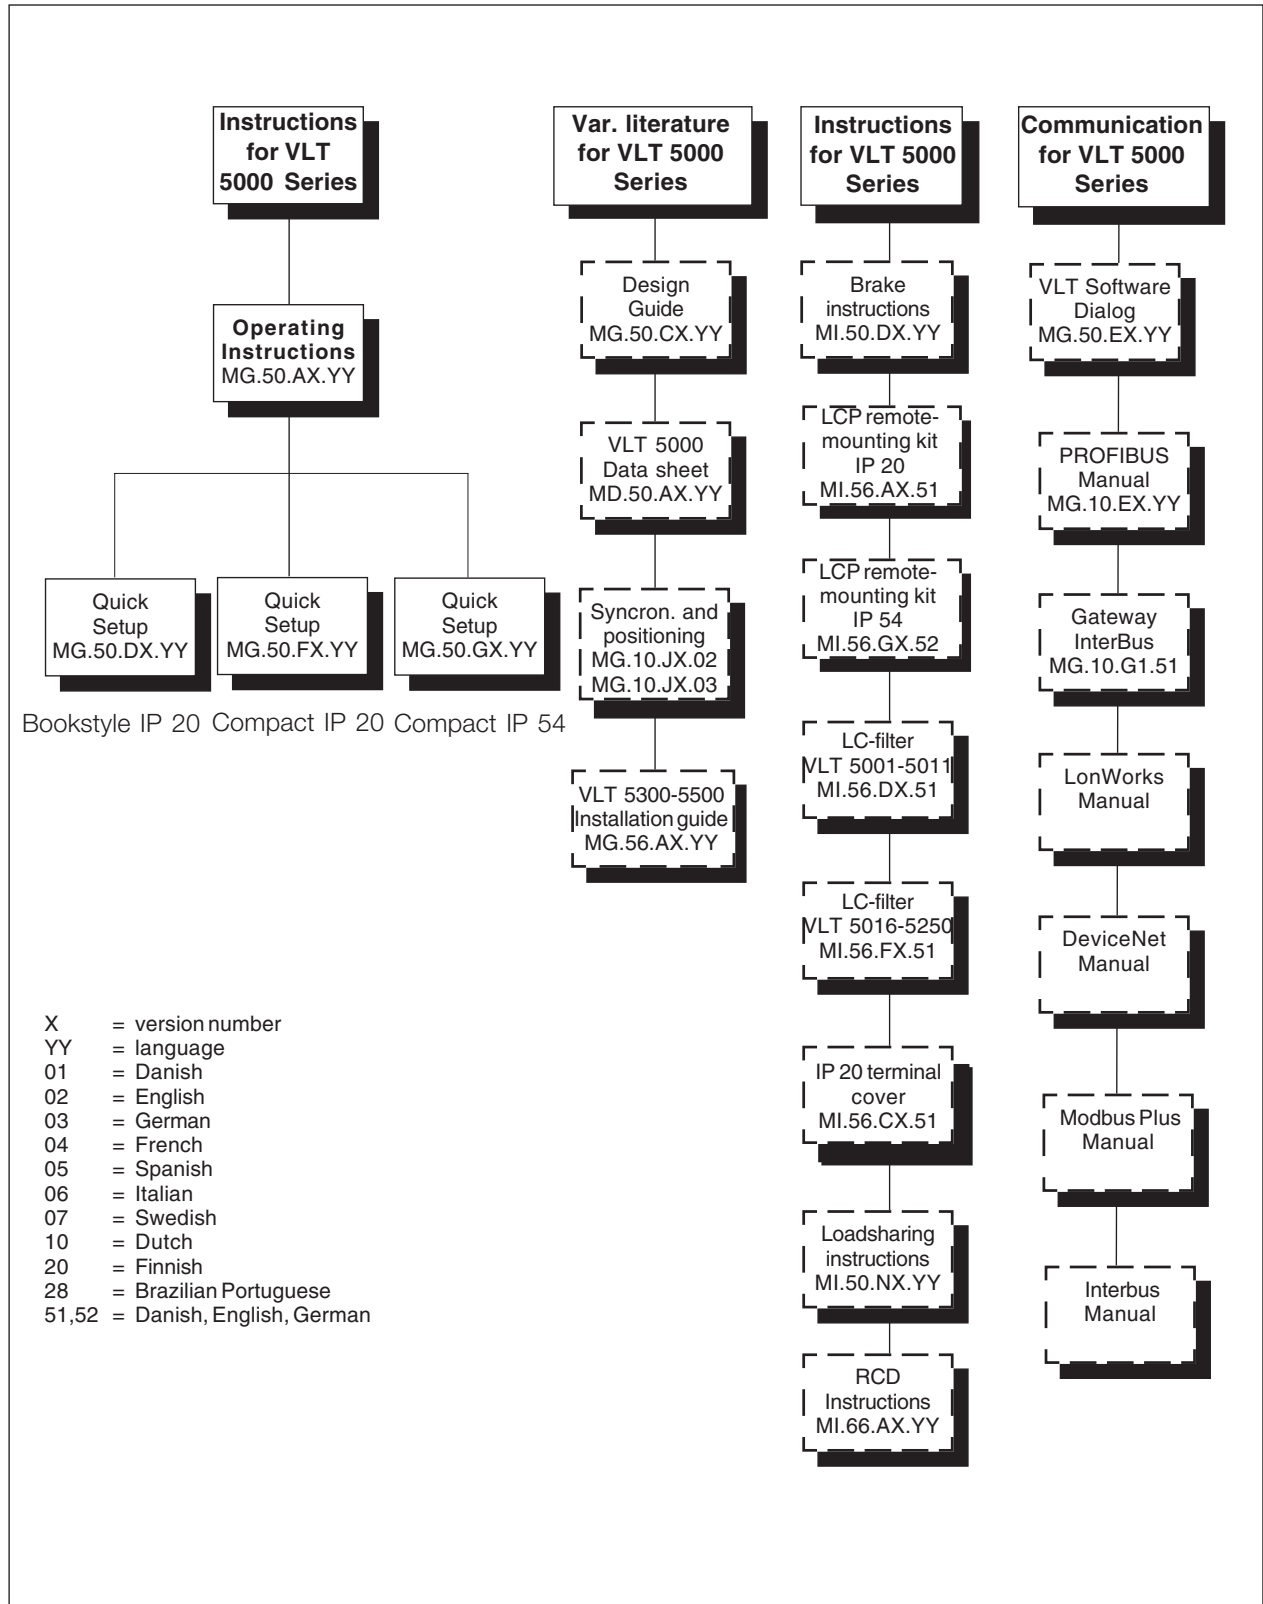 Instructions
for VLT
5000 Series
Operating
Instructions
MG.50.AX.YY
Quick
Setup
MG.50.DX.YY
Quick
Setup
MG.50.FX.YY
Quick
Setup
MG.50.GX.YY
Bookstyle IP 20
Compact IP 20
Compact IP 54
Var. literature
for VLT 5000
Series
Design
Guide
MG.50.CX.YY
VLT 5000
Data sheet
MD.50.AX.YY
Syncron. and
positioning
MG.10.JX.02
MG.10.JX.03
VLT 5300-5500
Installation guide
MG.56.AX.YY
Instructions
for VLT 5000
Series
Brake
instructions
MI.50.DX.YY
LCP remote-
mounting kit
IP 20
MI.56.AX.51
LCP remote-
mounting kit
IP 54
MI.56.GX.52
LC-filter
VLT 5001-5011
MI.56.DX.51
LC-filter
VLT 5016-5250
MI.56.FX.51
IP 20 terminal
cover
MI.56.CX.51
Loadsharing
instructions
MI.50.NX.YY
RCD
Instructions
MI.66.AX.YY
Communication
for VLT 5000
Series
VLT Software
Dialog
MG.50.EX.YY
PROFIBUS
Manual
MG.10.EX.YY
Gateway
InterBus
MG.10.G1.51
LonWorks
Manual
DeviceNet
Manual
Modbus Plus
Manual
Interbus
Manual
X = version number
YY = language
01 = Danish
02 = English
03 = German
04 = French
05 = Spanish
06 = Italian
07 = Swedish
10 = Dutch
20 = Finnish
28 = Brazilian Portuguese
51,52 = Danish, English, German